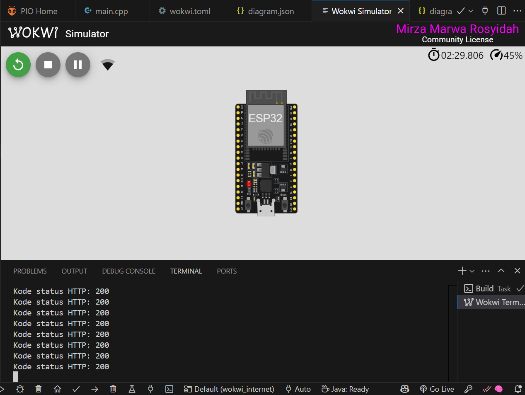 PIO Home
main.cpp
wokwi.toml
diagram.json
Wokwi Simulator
diagra
WOKWI Simulator
Mirza Marwa Rosyidah
Community License
02:29.806
45%
ESP32
PROBLEMS
OUTPUT
DEBUG CONSOLE
TERMINAL
PORTS
Kode status HTTP: 200
Kode status HTTP: 200
Kode status HTTP: 200
Kode status HTTP: 200
Kode status HTTP: 200
Kode status HTTP: 200
Kode status HTTP: 200
Kode status HTTP: 200
Build Task
Wokwi Term...
Default (wokwi_internet)
Auto
Java: Ready
Go Live